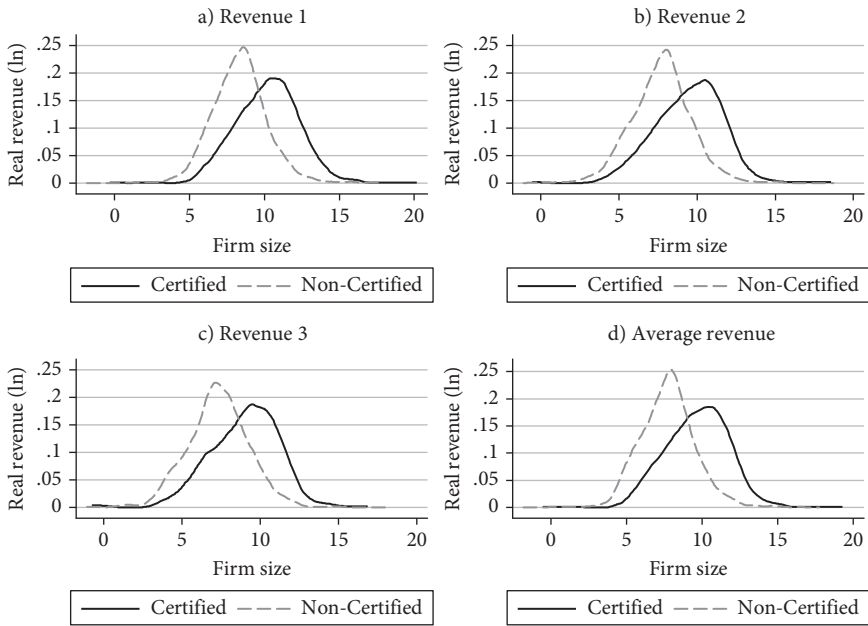 a) Revenue 1
Real revenue (ln)
.25
.2
.15
.1
.05
0
0 5 10 15 20
Firm size
Certified Non-Certified
b) Revenue 2
Real revenue (ln)
.25
.2
.15
.1
.05
0
0 5 10 15 20
Firm size
Certified Non-Certified
c) Revenue 3
Real revenue (ln)
.25
.2
.15
.1
.05
0
0 5 10 15 20
Firm size
Certified Non-Certified
d) Average revenue
Real revenue (ln)
.25
.2
.15
.1
.05
0
0 5 10 15 20
Firm size
Certified Non-Certified